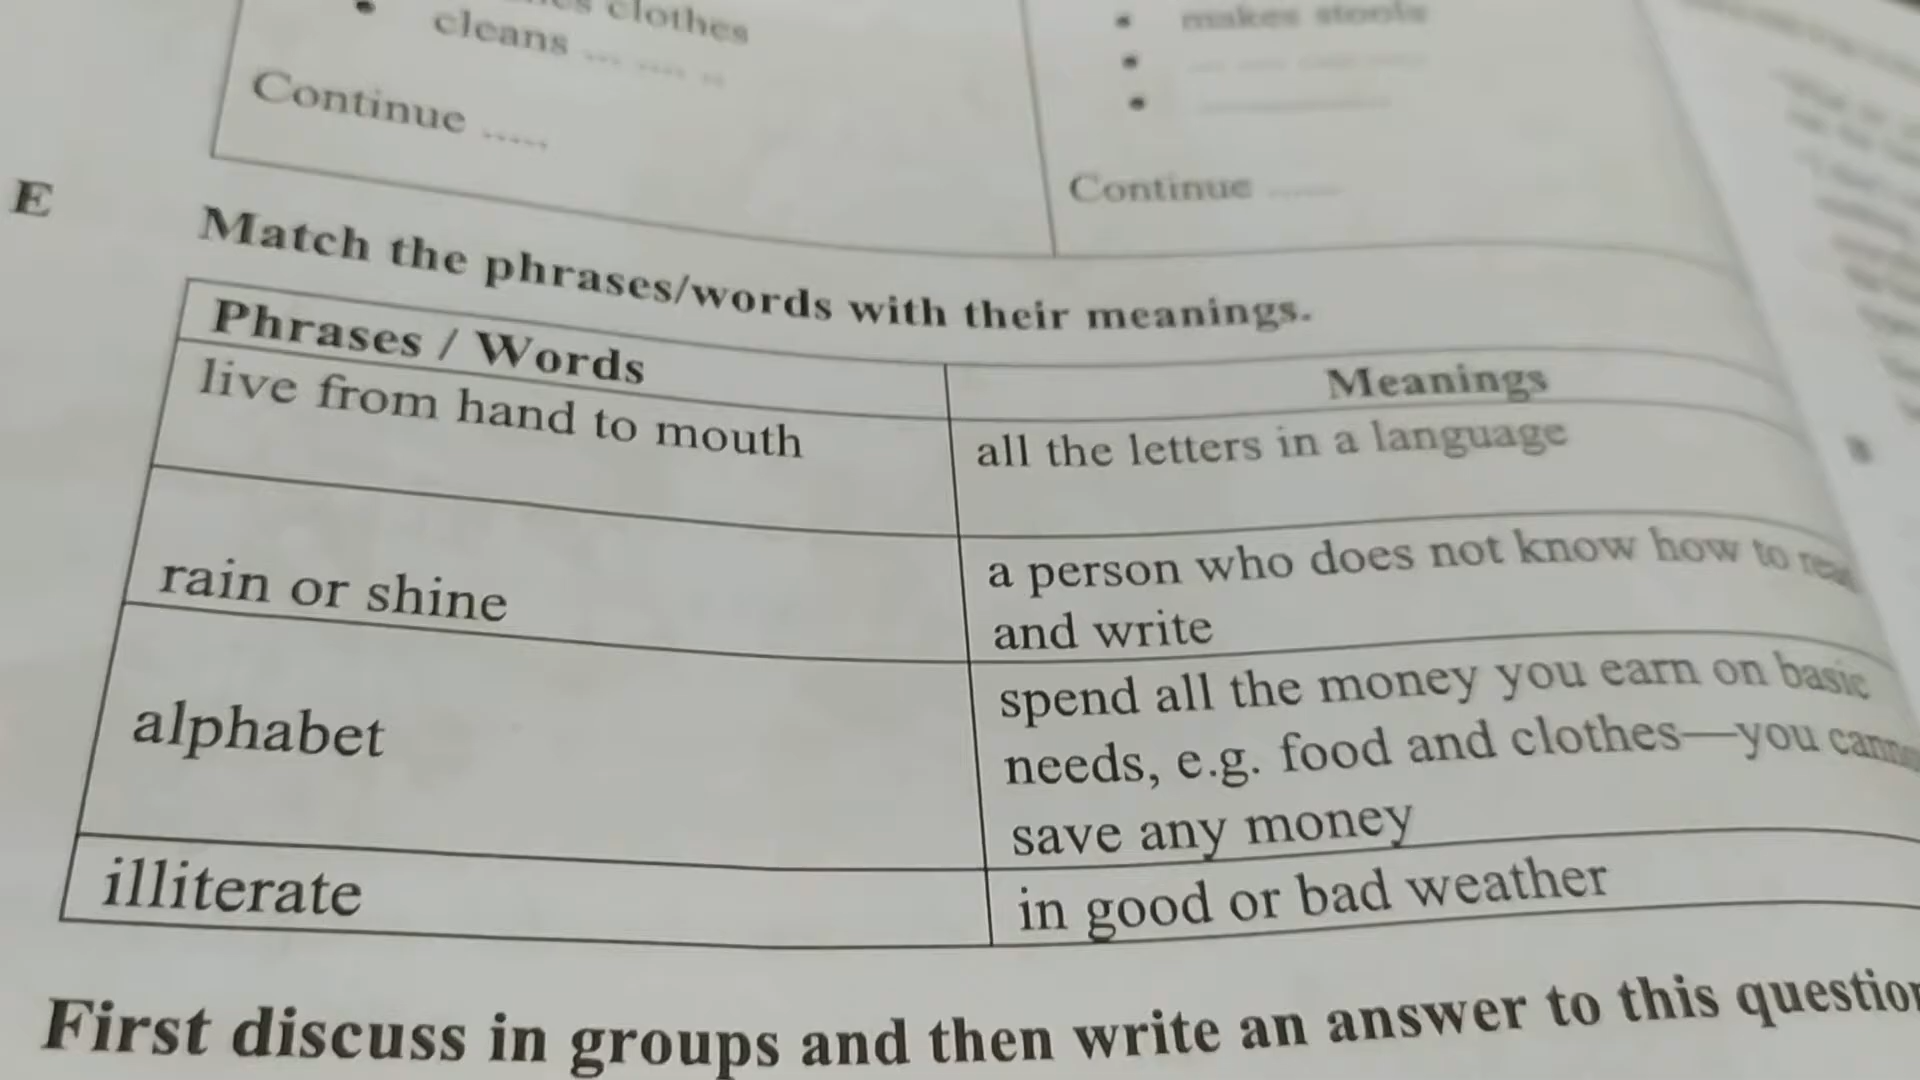 clothes
cleans ... .... ..
Continue .....
makes stools
Continue ......
E Match the phrases/words with their meanings.
Phrases / Words
Meanings
live from hand to mouth
all the letters in a language
rain or shine
a person who does not know how to
and write
alphabet
spend all the money you earn on basic
needs, e.g. food and clothes—you
save any money
illiterate
in good or bad weather
First discuss in groups and then write an answer to this